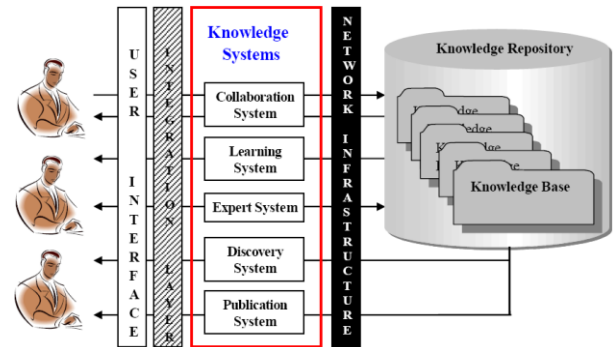 USER INTERFACE
INTEGRATION LAYER
Knowledge
Systems
Collaboration
System
Learning
System
Expert System
Discovery
System
Publication
System
NETWORK INFRASTRUCTURE
Knowledge Repository
Knowledge Base